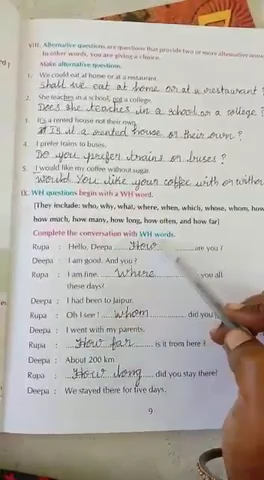 VIII. Alternative questions are questions that provide two or more alternative answ
In other words, you are giving a choice.
Make alternative question.
1. We could eat at home or at a restaurant.
Shall we eat at home or at a restaurant?
2. She teaches in a school, not a college.
Does she teaches in a school or a college?
3. It's a rented house not their own.
Is it a rented house or their own?
4. I prefer trains to buses.
Do you prefer trains or buses?
5. I would like my coffee without sugar.
Would you like your coffee with or withou
IX. WH questions begin with a WH word.
[They include: who, why, what, where, when, which, whose, whom, how
how much, how many, how long, how often, and how far]
Complete the conversation with WH words.
Rupa : Hello, Deepa ....How.... are you?
Deepa : I am good. And you?
Rupa : I am fine. ....Where.... you all
these days?
Deepa : I had been to Jaipur.
Rupa : Oh I see! ....Whom.... did you
Deepa : I went with my parents.
Rupa : ....How far.... is it from here?
Deepa : About 200 km
Rupa : ....How long.... did you stay there?
Deepa : We stayed there for five days.
9